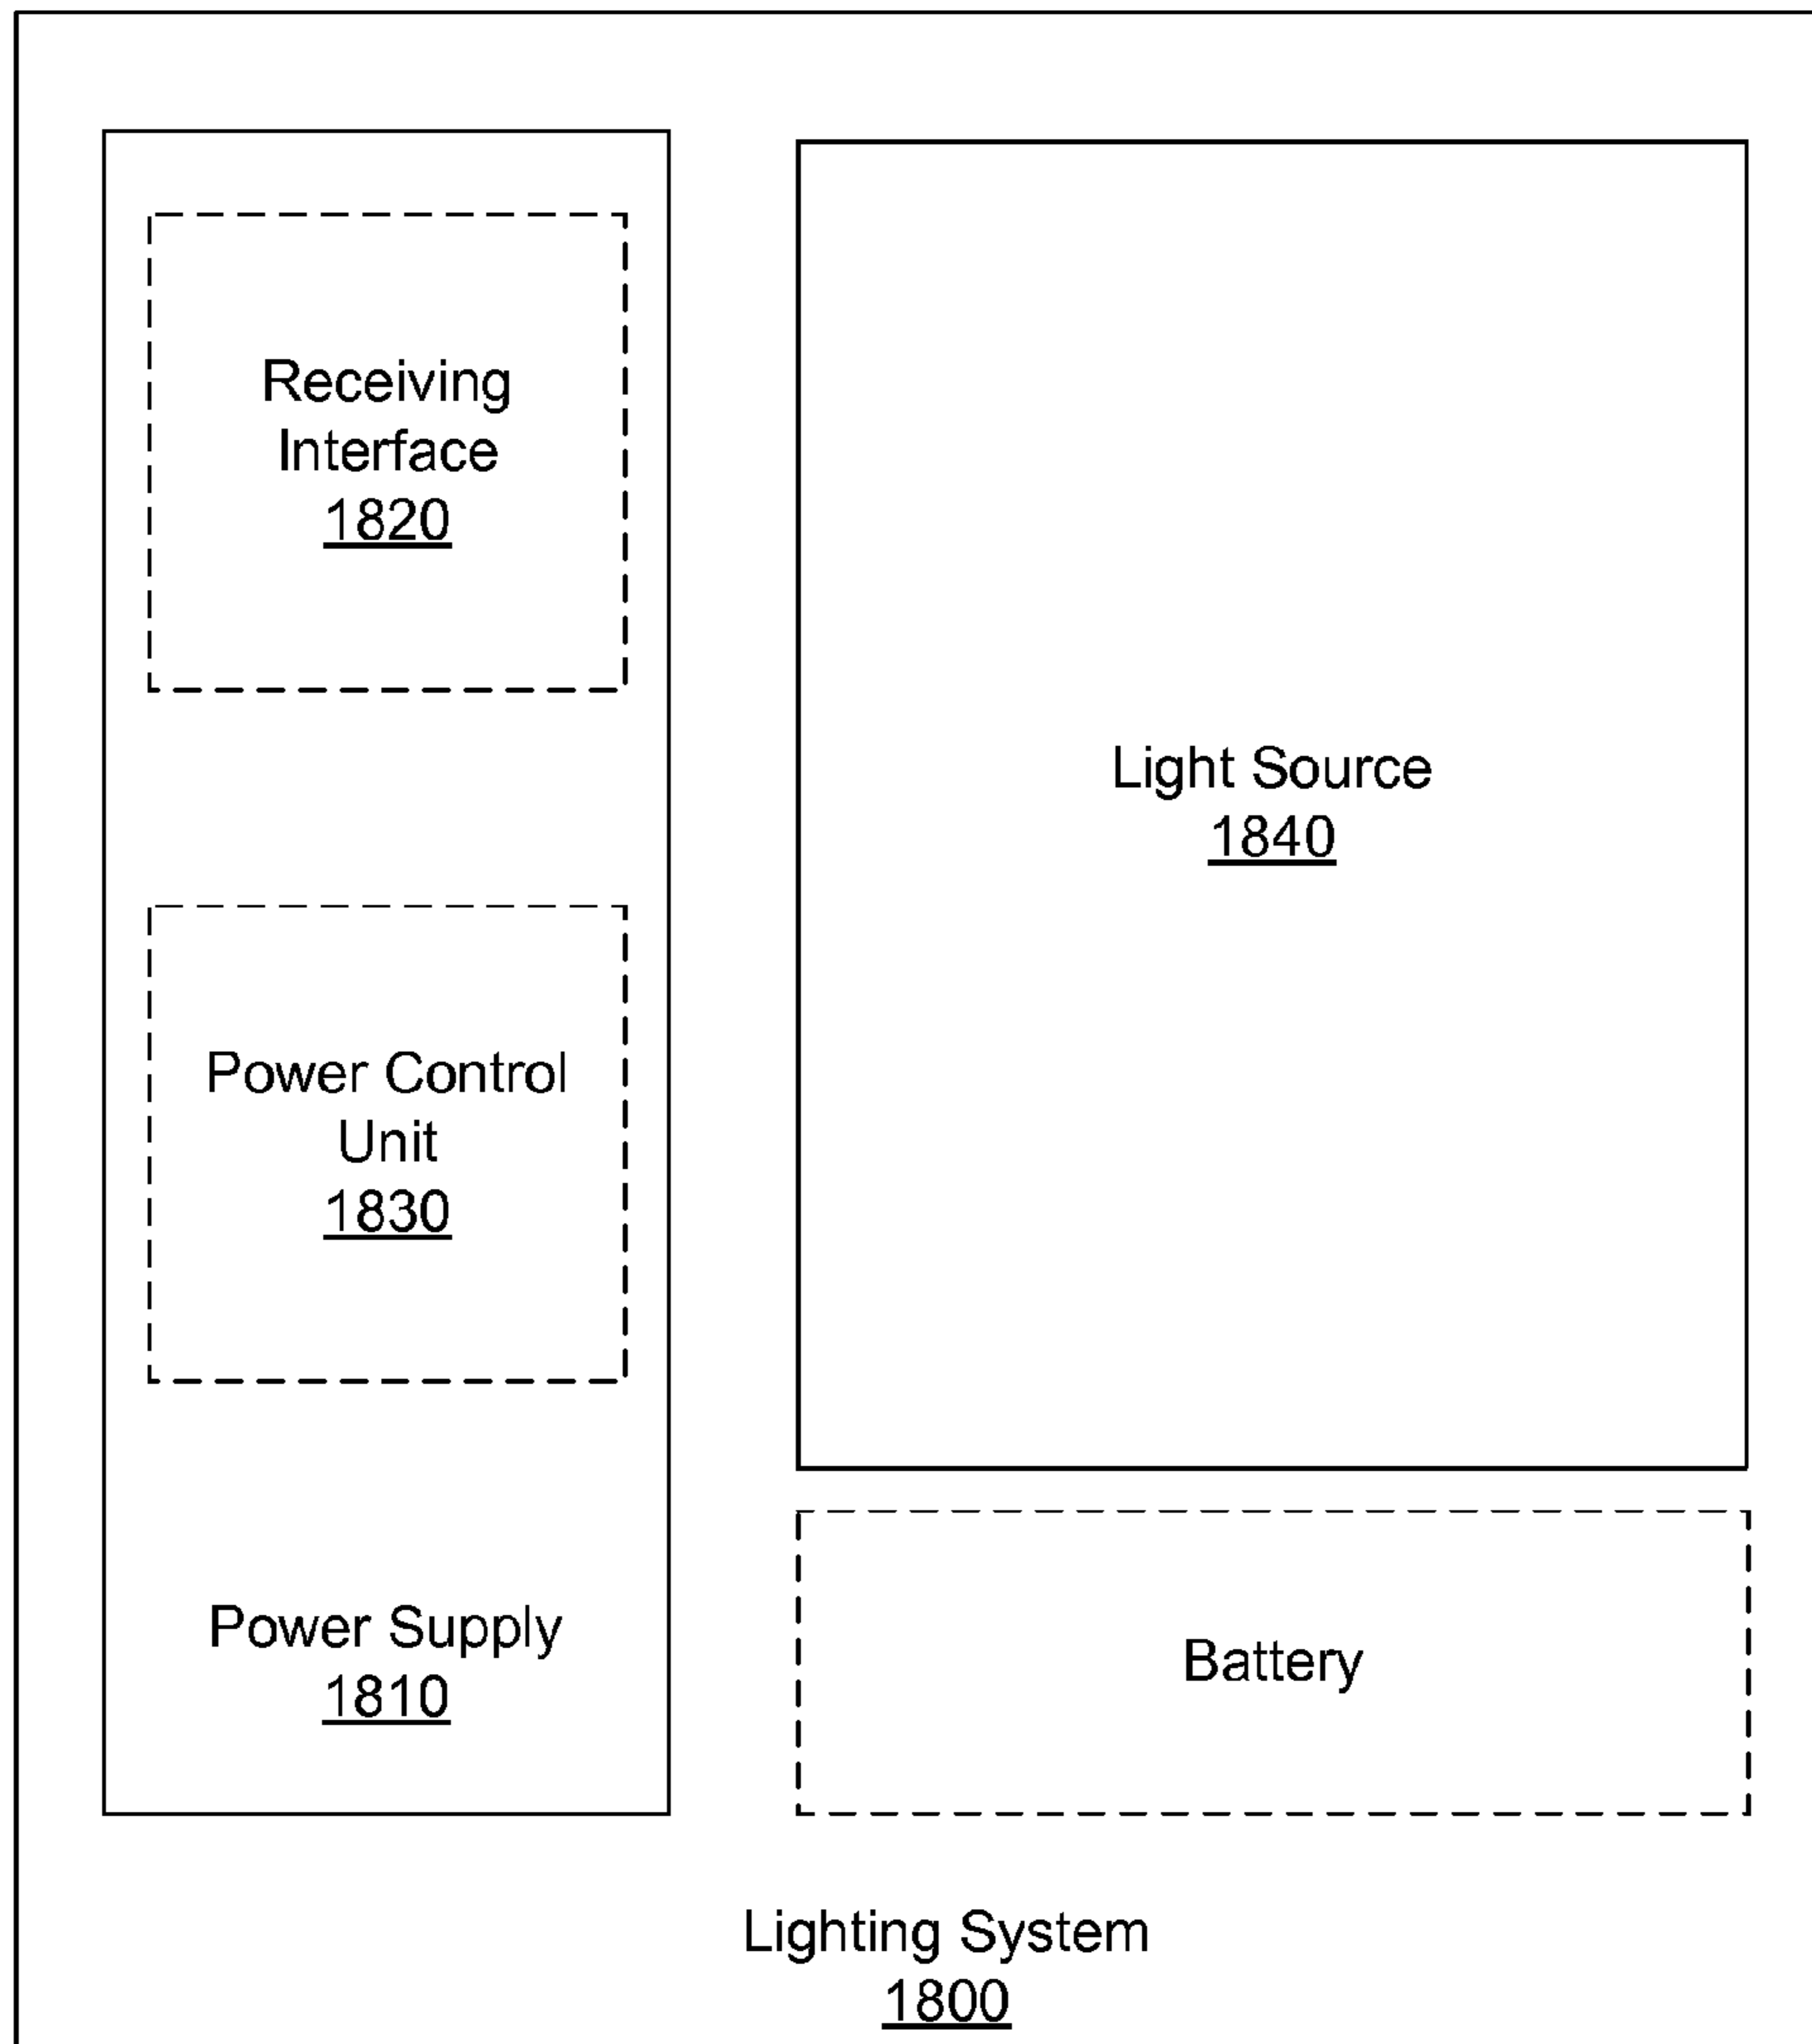 Receiving
Interface
1820
Light Source
1840
Power Control
Unit
1830
Power Supply
1810
Battery
Lighting System
1800